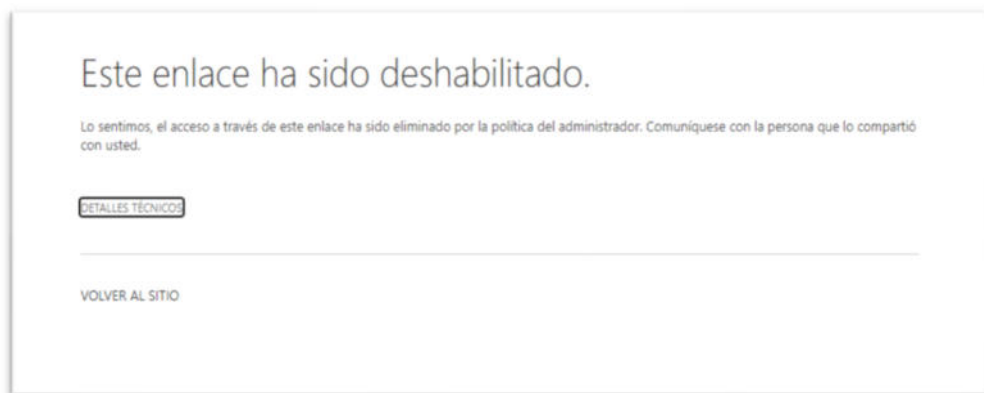 Este enlace ha sido deshabilitado.
Lo sentimos, el acceso a través de este enlace ha sido eliminado por la política del administrador. Comuníquese con la persona que lo compartió
con usted.
DETALLES TÉCNICOS
VOLVER AL SITIO